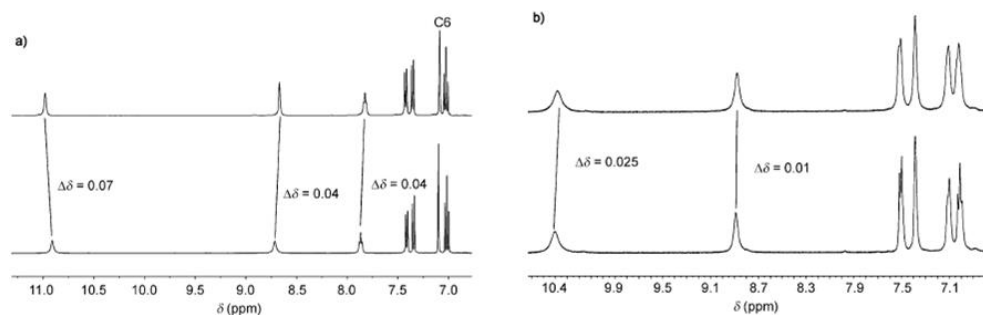 a)
C6
Δδ = 0.07
Δδ = 0.04
Δδ = 0.04
11.0 10.5 10.0 9.5 9.0 8.5 8.0 7.5 7.0
δ (ppm)
b)
Δδ = 0.025
Δδ = 0.01
10.4 9.9 9.7 9.1 8.7 8.3 7.9 7.5 7.1
δ (ppm)